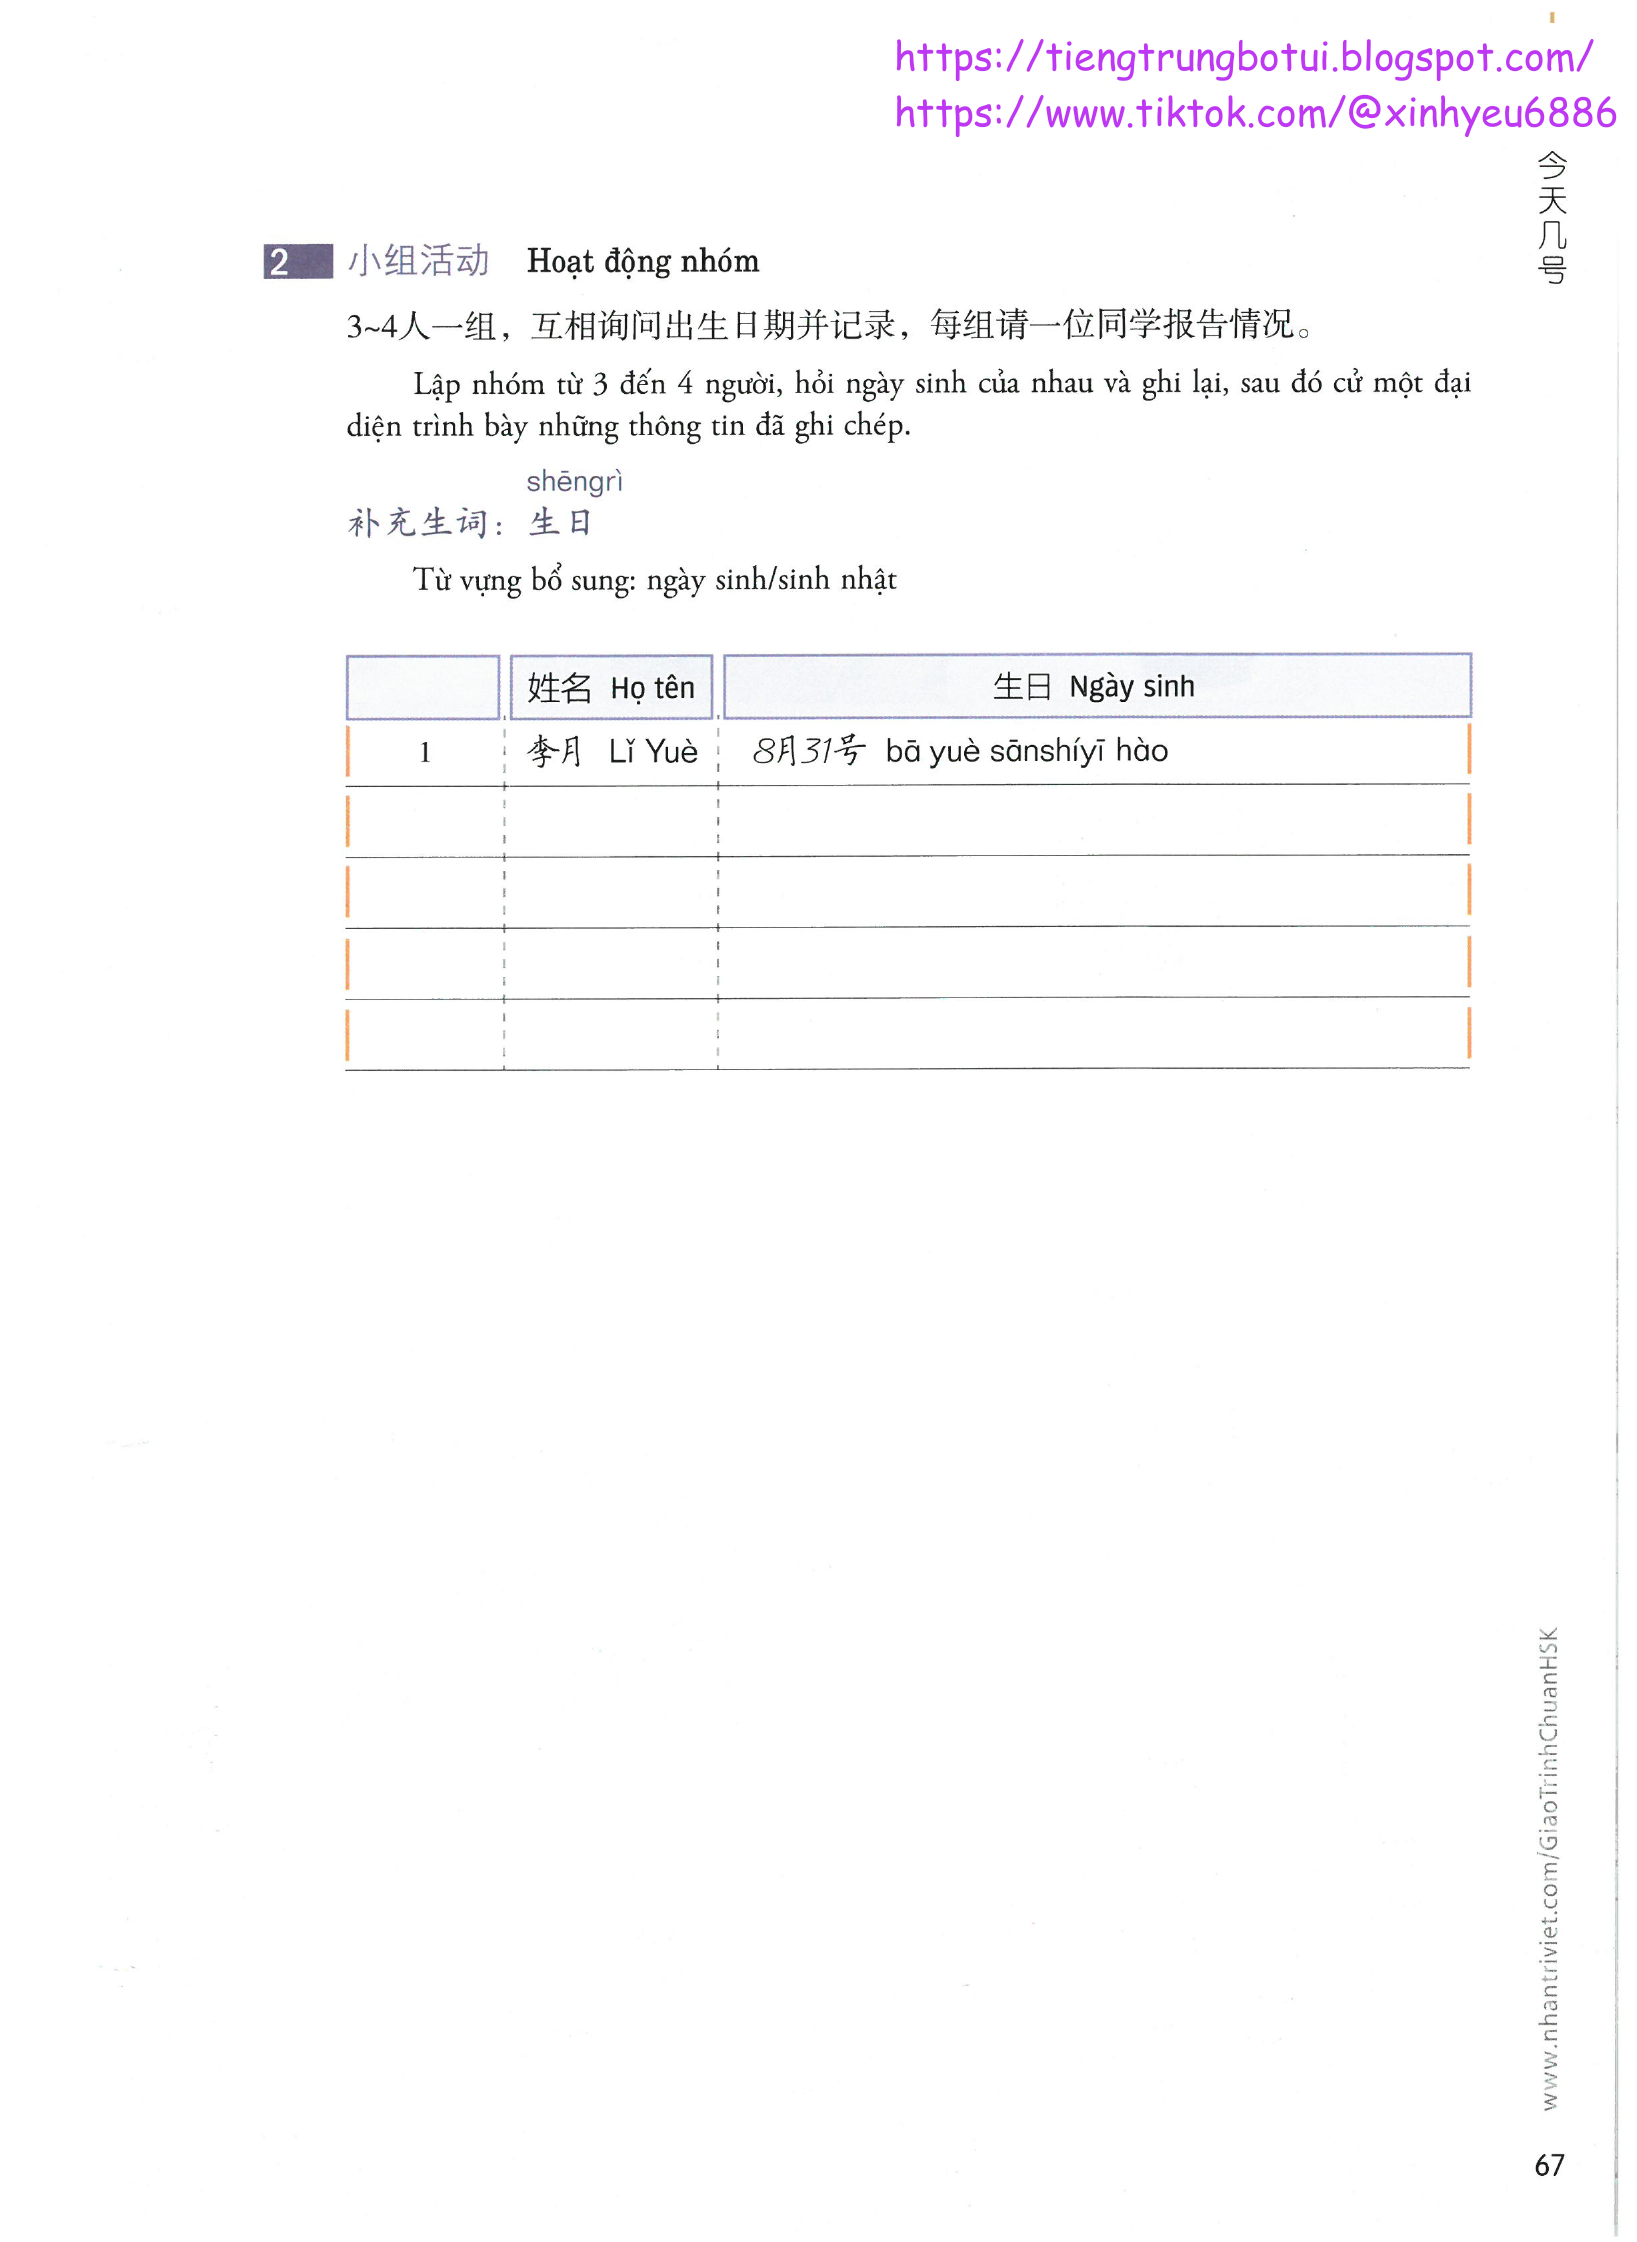 https://tiengtrungbotui.blogspot.com/
https://www.tiktok.com/@xinhyeu6886
今天几号
2 小组活动 Hoạt động nhóm
3~4人一组，互相询问出生日期并记录，每组请一位同学报告情况。
Lập nhóm từ 3 đến 4 người, hỏi ngày sinh của nhau và ghi lại, sau đó cử một đại
diện trình bày những thông tin đã ghi chép.
shēngrì
补充生词：生日
Từ vựng bổ sung: ngày sinh/sinh nhật
姓名 Họ tên 生日 Ngày sinh
1 李月 Lǐ Yuè 8月31号 bā yuè sānshíyī hào
www.nhantriviet.com/GiaoTrinhChuanHSK
67